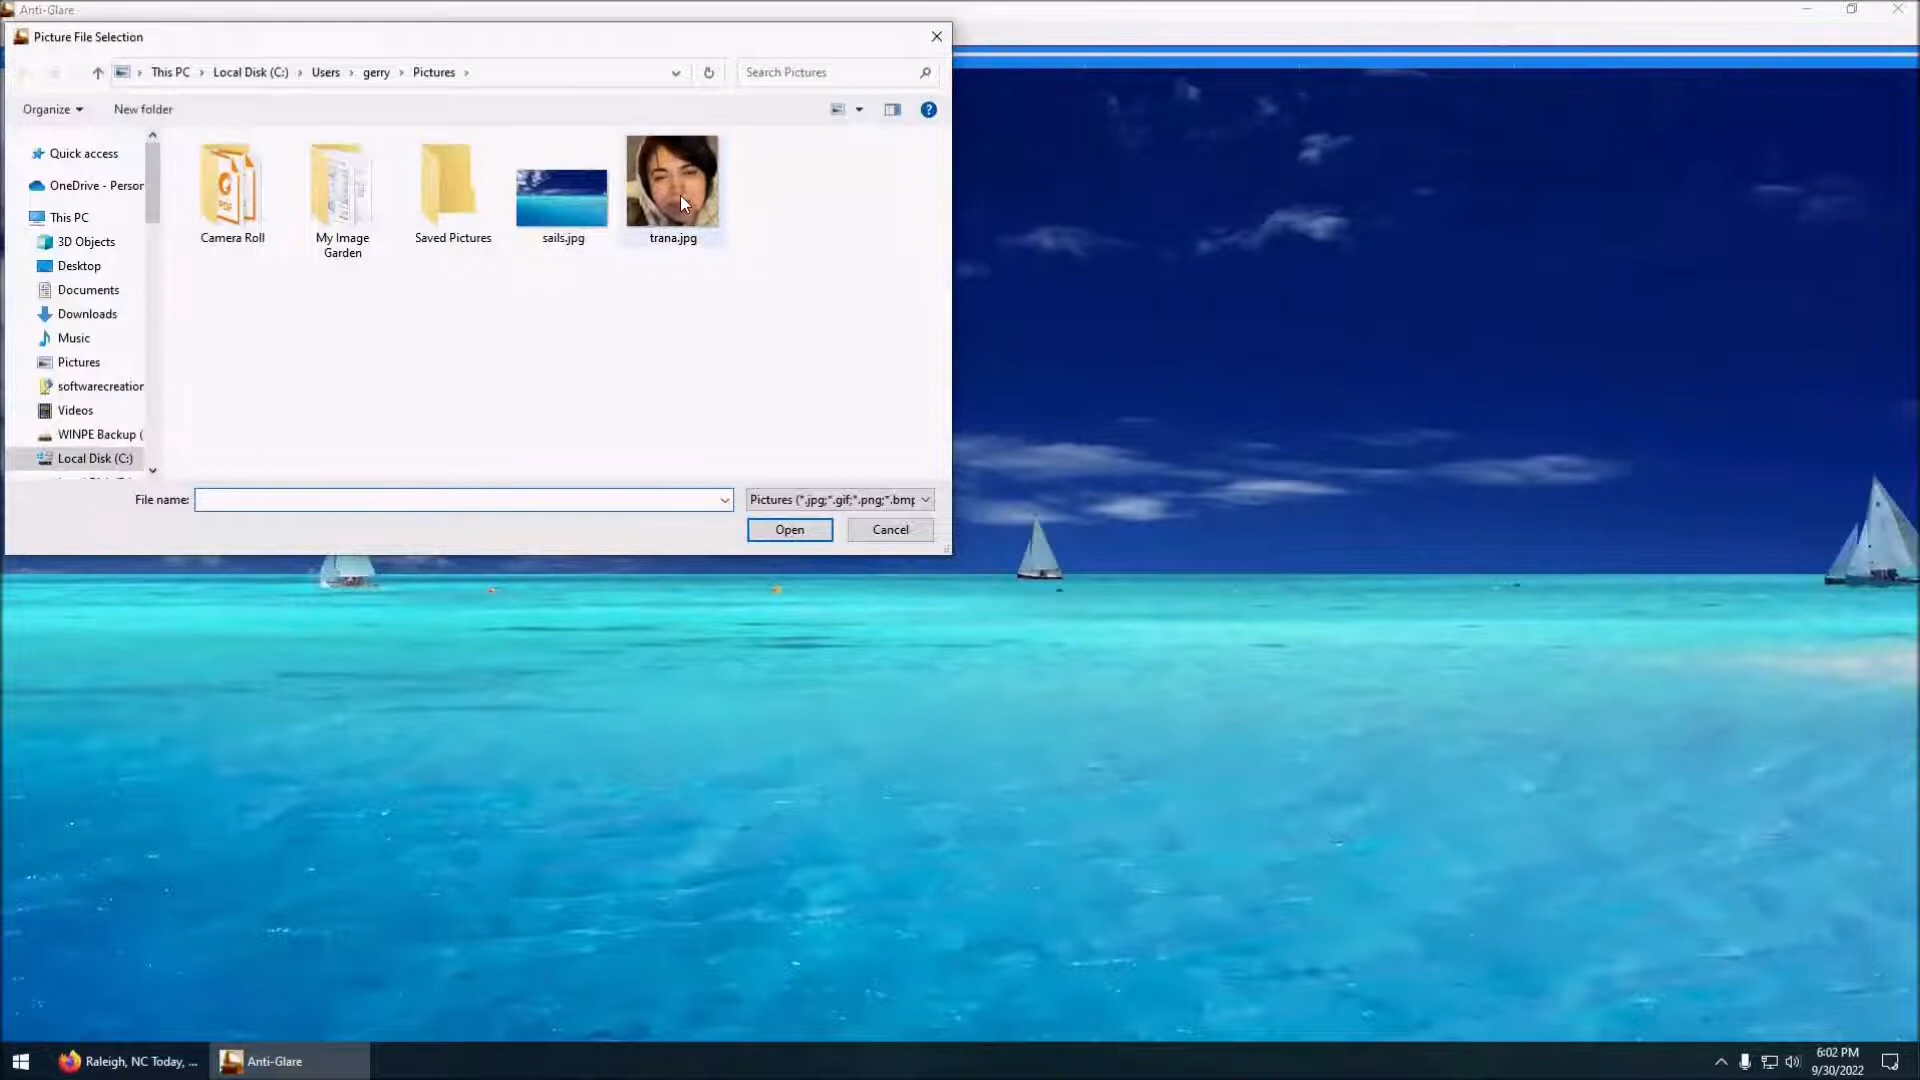 Anti-Glare
Picture File Selection
This PC
Local Disk (C:)
Users
gerry
Pictures
Search Pictures
Organize
New folder
Quick access
OneDrive - Person
This PC
3D Objects
Desktop
Documents
Downloads
Music
Pictures
softwarecreation
Videos
WINPE Backup (
Local Disk (C:)
PDF
Camera Roll
My Image
Garden
Saved Pictures
sails.jpg
trana.jpg
File name:
Pictures (*.jpg;*.gif;*.png;*.bmp
Open
Cancel
Raleigh, NC Today, ...
Anti-Glare
6:02 PM
9/30/2022